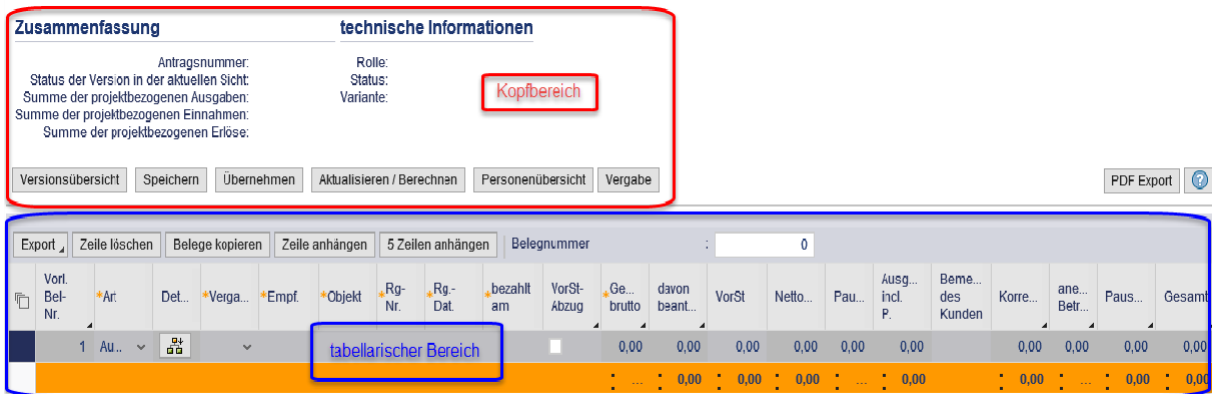 Zusammenfassung technische Informationen
Antragsnummer: Rolle:
Status der Version in der aktuellen Sicht: Status:
Summe der projektbezogenen Ausgaben: Variante:
Summe der projektbezogenen Einnahmen:
Summe der projektbezogenen Erlöse:
Kopfbereich
Versionsübersicht Speichern Übernehmen Aktualisieren / Berechnen Personenübersicht Vergabe PDF Export ?
Export Zeile löschen Belege kopieren Zeile anhängen 5 Zeilen anhängen Belegnummer : 0
Vorl. Bel-Nr. *Art Det... *Verga... *Empf. *Objekt *Rg-Nr. *Rg.-Dat. *bezahlt am VorSt-Abzug *Ge... brutto davon beant... VorSt Netto... Pau... Ausg... incl. P. Beme... des Kunden Korre... ane... Betr... Paus... Gesamt
1 Au... tabellarischer Bereich 0,00 0,00 0,00 0,00 0,00 0,00 0,00 0,00 0,00 0,00
: ... : 0,00 : 0,00 : 0,00 : ... : 0,00 : 0,00 : ... : 0,00 : 0,00